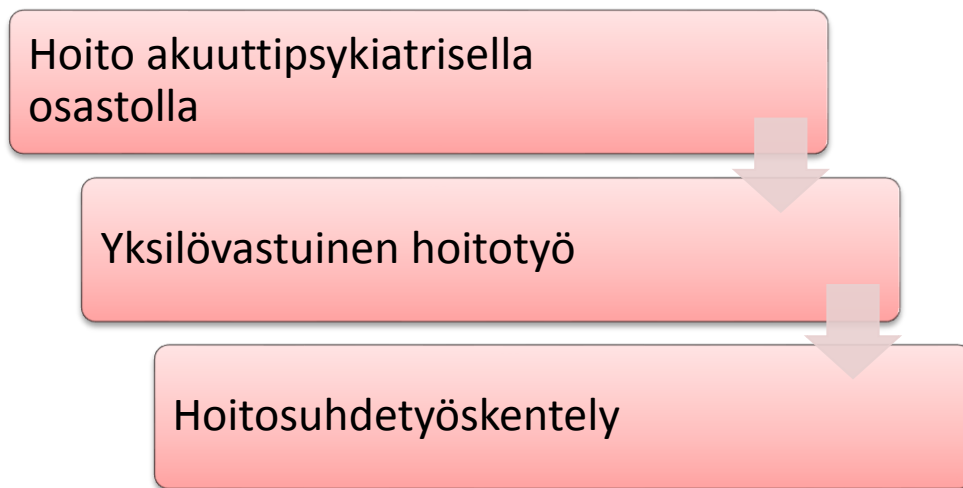 Hoito akuuttipsykiatrisella
osastolla
Yksilövastuinen hoitotyö
Hoitosuhdetyöskentely